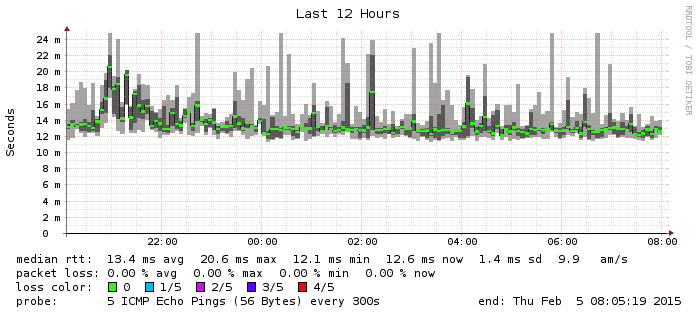 Last 12 Hours
RRDTOOL / TOBI OETIKER
Seconds
24 m
22 m
20 m
18 m
16 m
14 m
12 m
10 m
8 m
6 m
4 m
2 m
0
22:00 00:00 02:00 04:00 06:00 08:00
median rtt: 13.4 ms avg 20.6 ms max 12.1 ms min 12.6 ms now 1.4 ms sd 9.9 am/s
packet loss: 0.00 % avg 0.00 % max 0.00 % min 0.00 % now
loss color: 0 1/5 2/5 3/5 4/5
probe: 5 ICMP Echo Pings (56 Bytes) every 300s end: Thu Feb 5 08:05:19 2015